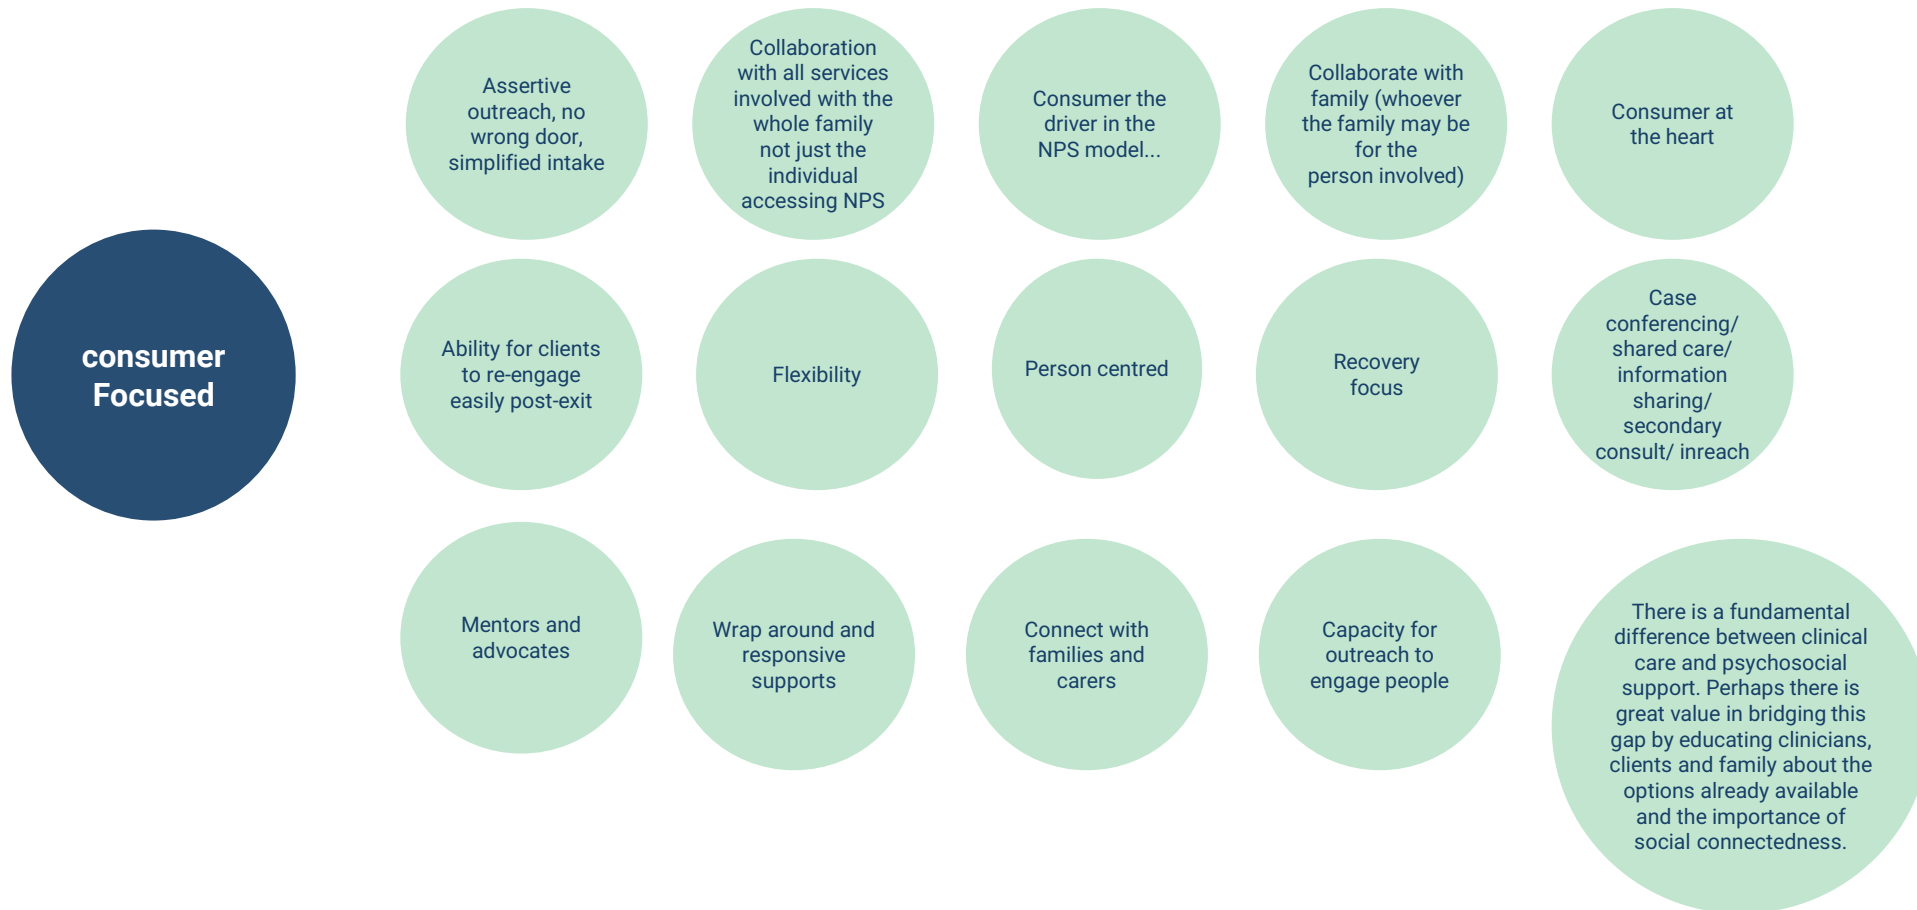 consumer
Focused
Assertive
outreach, no
wrong door,
simplified intake
Collaboration
with all services
involved with the
whole family
not just the
individual
accessing NPS
Consumer the
driver in the
NPS model...
Collaborate with
family (whoever
the family may be
for the
person involved)
Consumer at
the heart
Ability for clients
to re-engage
easily post-exit
Flexibility
Person centred
Recovery
focus
Case
conferencing/
shared care/
information
sharing/
secondary
consult/ inreach
Mentors and
advocates
Wrap around and
responsive
supports
Connect with
families and
carers
Capacity for
outreach to
engage people
There is a fundamental
difference between clinical
care and psychosocial
support. Perhaps there is
great value in bridging this
gap by educating clinicians,
clients and family about the
options already available
and the importance of
social connectedness.